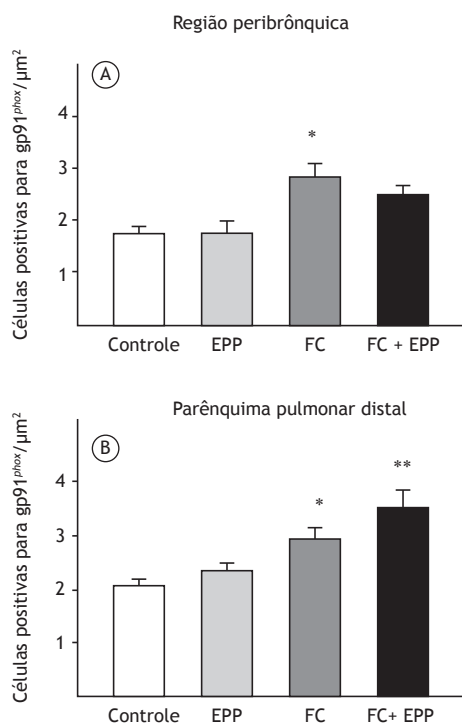 Região peribrônquica
A
Células positivas para gp91phox/μm2
4
3
2
1
*
Controle EPP FC FC + EPP
Parênquima pulmonar distal
B
Células positivas para gp91phox/μm2
4
3
2
1
*
**
Controle EPP FC FC+ EPP